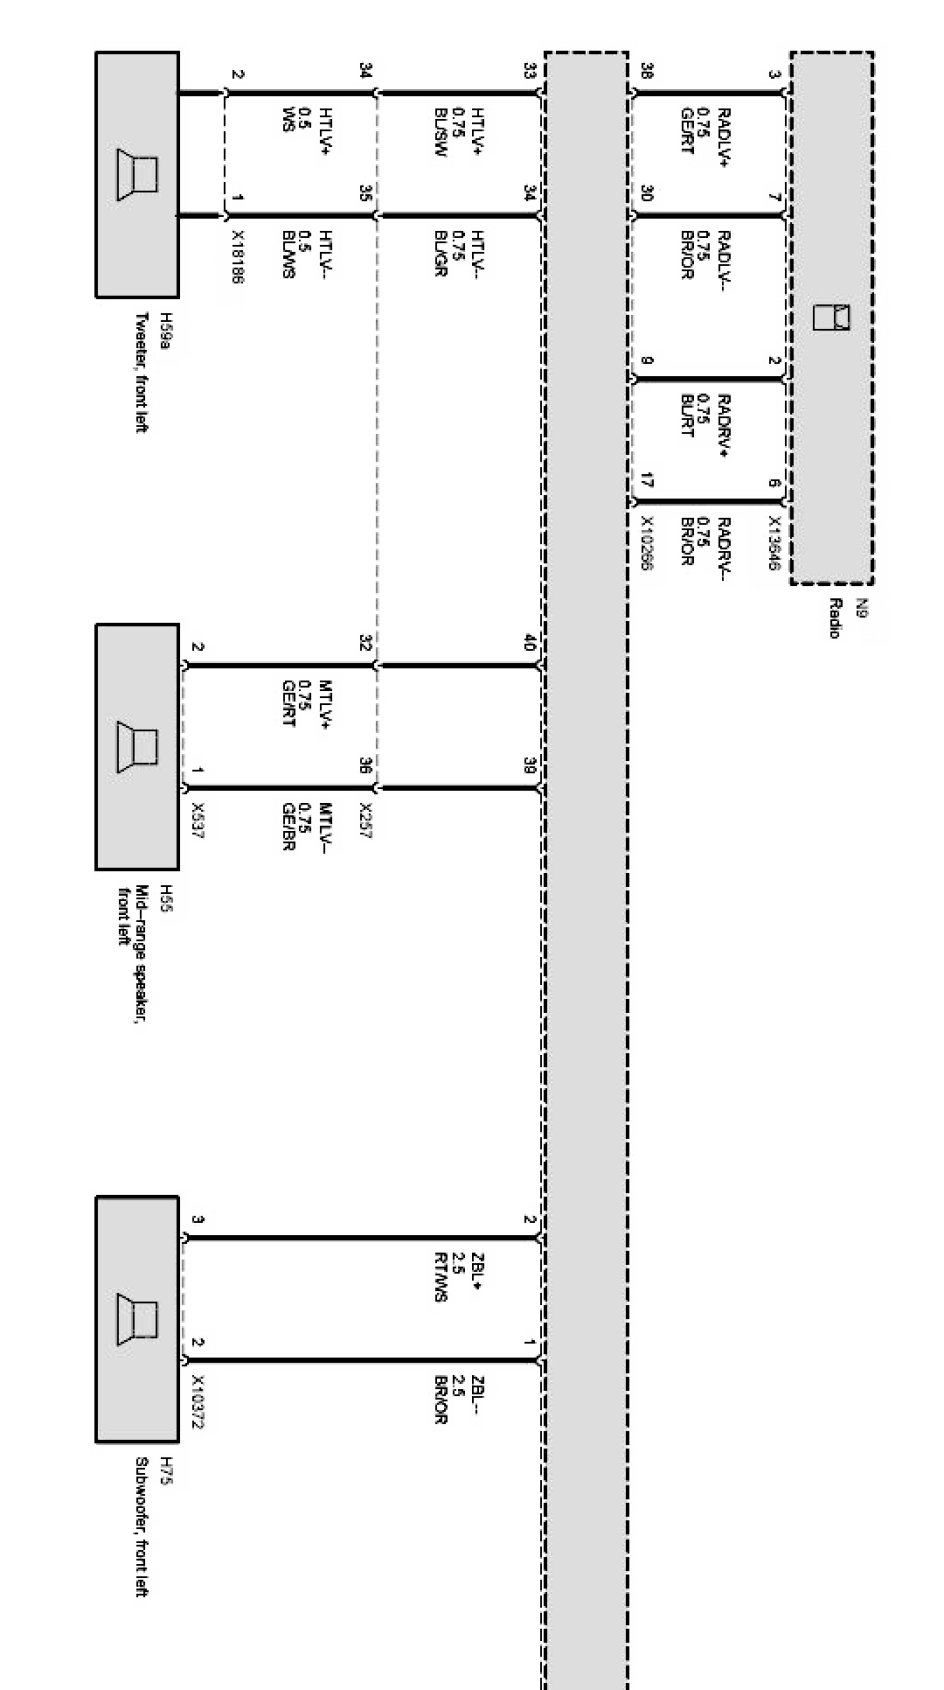 N9
Radio
3
7
2
6
X13646
RADLV+
0.75
GE/RT
RADLV--
0.75
BR/OR
RADRV+
0.75
BL/RT
RADRV--
0.75
BR/OR
38
30
9
17
X10266
33
34
40
39
2
1
HTLV+
0.75
BL/SW
HTLV--
0.75
BL/GR
ZBL+
2.5
RT/WS
ZBL--
2.5
BR/OR
34
35
32
36
X257
HTLV+
0.5
WS
HTLV--
0.5
BL/WS
MTLV+
0.75
GE/RT
MTLV--
0.75
GE/BR
2
1
X18186
2
1
X537
3
2
X10372
H59a
Tweeter, front left
H55
Mid--range speaker,
front left
H75
Subwoofer, front left